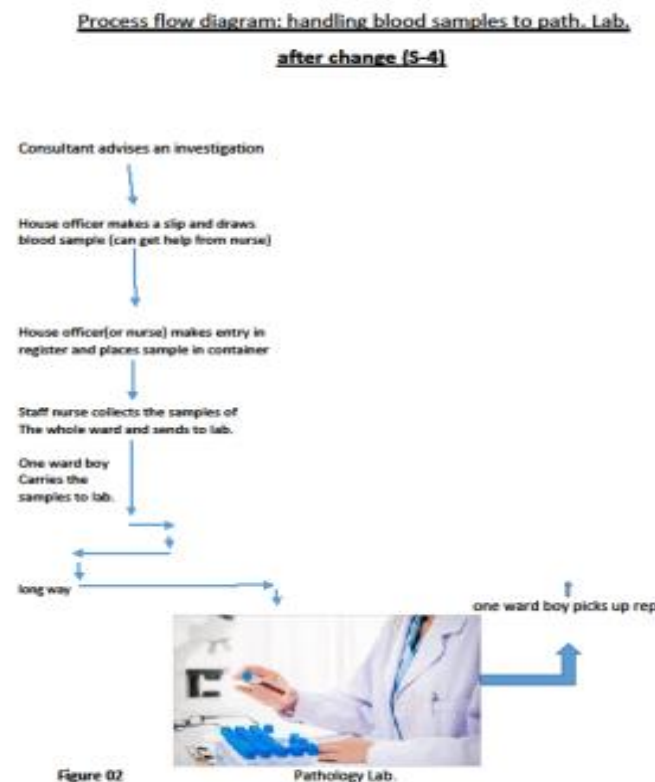 Process flow diagram: handling blood samples to path. Lab.
after change (S-4)
Consultant advises an investigation
House officer makes a slip and draws
blood sample (can get help from nurse)
House officer(or nurse) makes entry in
register and places sample in container
Staff nurse collects the samples of
The whole ward and sends to lab.
One ward boy
Carries the
samples to lab.
long way
one ward boy picks up rep
Figure 02
Pathology Lab.